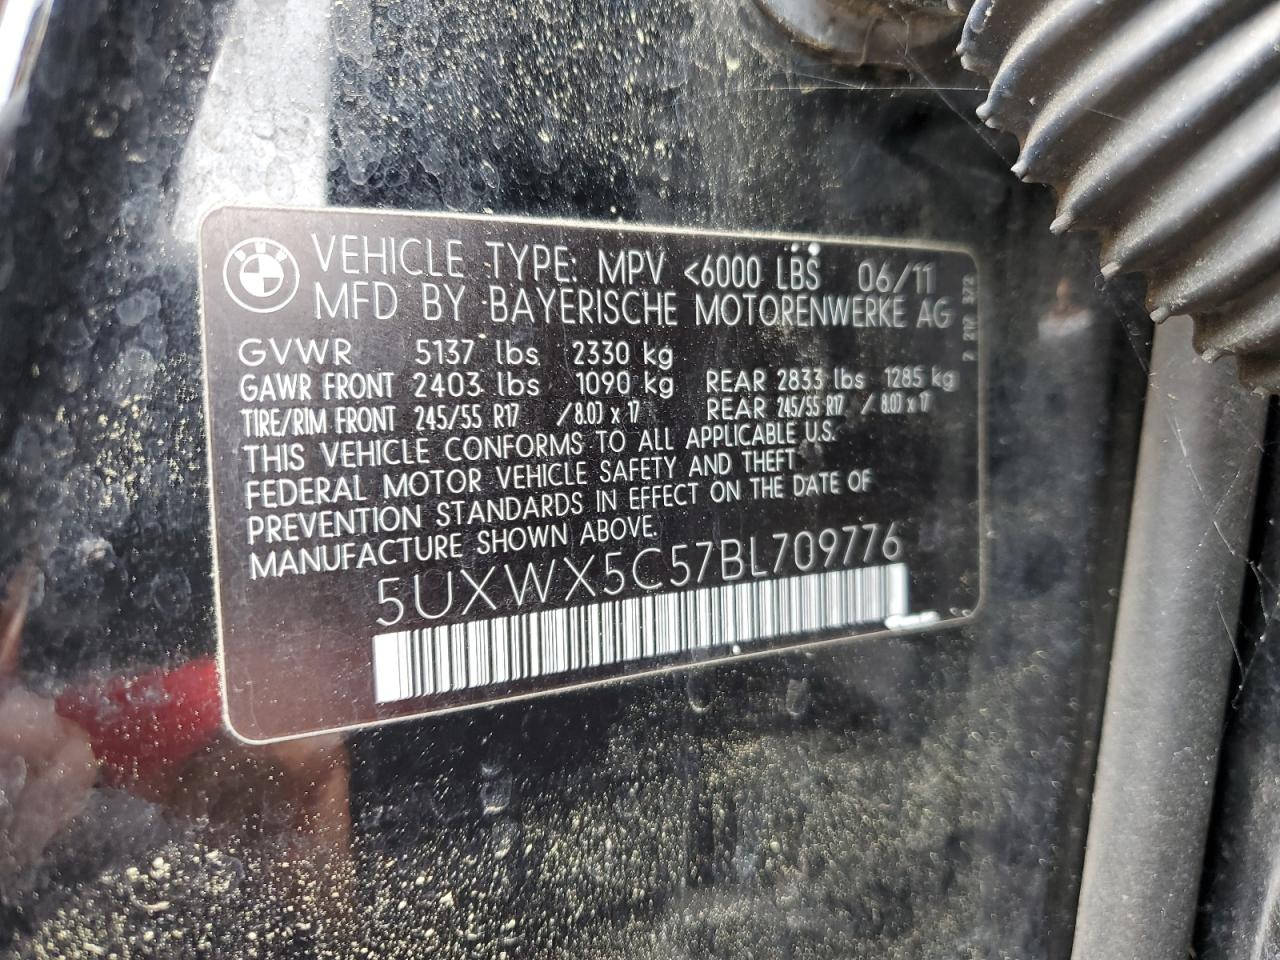 VEHICLE TYPE: MPV <6000 LBS 06/11
MFD BY BAYERISCHE MOTORENWERKE AG
GVWR 5137 lbs 2330 kg
GAWR FRONT 2403 lbs 1090 kg REAR 2833 lbs 1285 kg
TIRE/RIM FRONT 245/55 R17 / 8.0J x 17 REAR 245/55 R17 / 8.0J x 17
THIS VEHICLE CONFORMS TO ALL APPLICABLE U.S.
FEDERAL MOTOR VEHICLE SAFETY AND THEFT
PREVENTION STANDARDS IN EFFECT ON THE DATE OF
MANUFACTURE SHOWN ABOVE.
5UXWX5C57BL709776